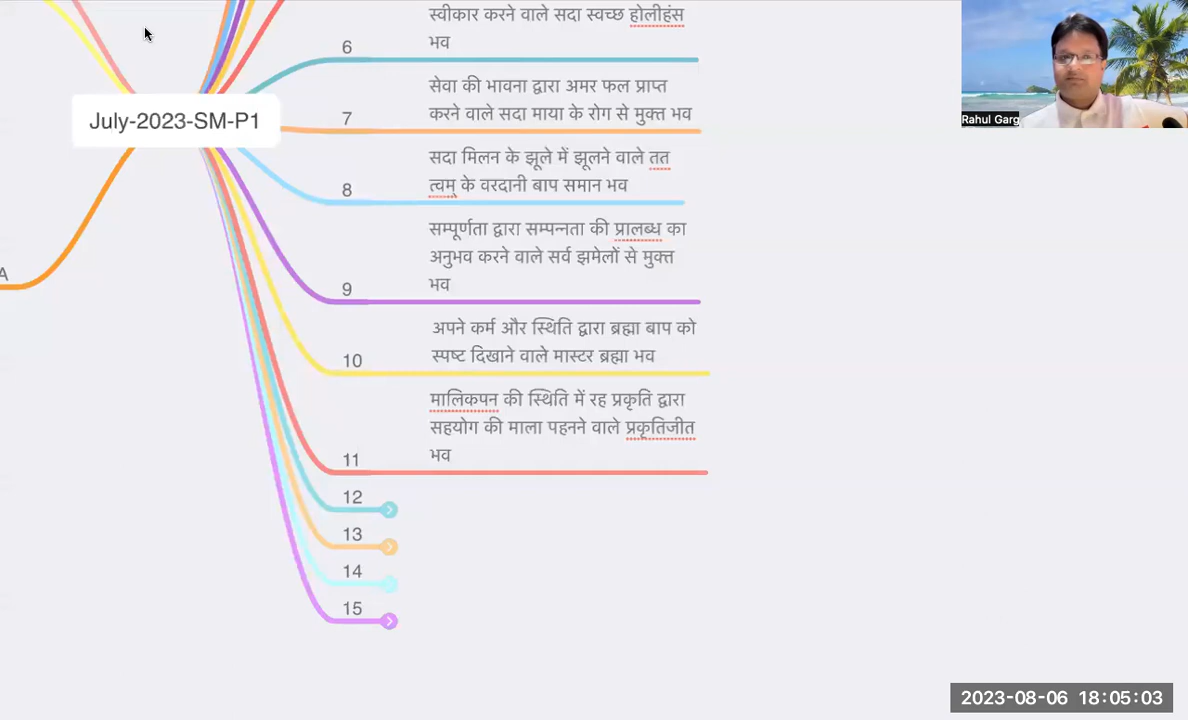 स्वीकार करने वाले सदा स्वच्छ होलीहंस
भव
6
सेवा की भावना द्वारा अमर फल प्राप्त
करने वाले सदा माया के रोग से मुक्त भव
7
July-2023-SM-P1
सदा मिलन के झूले में झूलने वाले तत
त्वम् के वरदानी बाप समान भव
8
सम्पूर्णता द्वारा सम्पन्नता की प्रालब्ध का
अनुभव करने वाले सर्व झमेलों से मुक्त
भव
9
A
अपने कर्म और स्थिति द्वारा ब्रह्मा बाप को
स्पष्ट दिखाने वाले मास्टर ब्रह्मा भव
10
मालिकपन की स्थिति में रह प्रकृति द्वारा
सहयोग की माला पहनने वाले प्रकृतिजीत
भव
11
12
13
14
15
Rahul Garg
2023-08-06 18:05:03